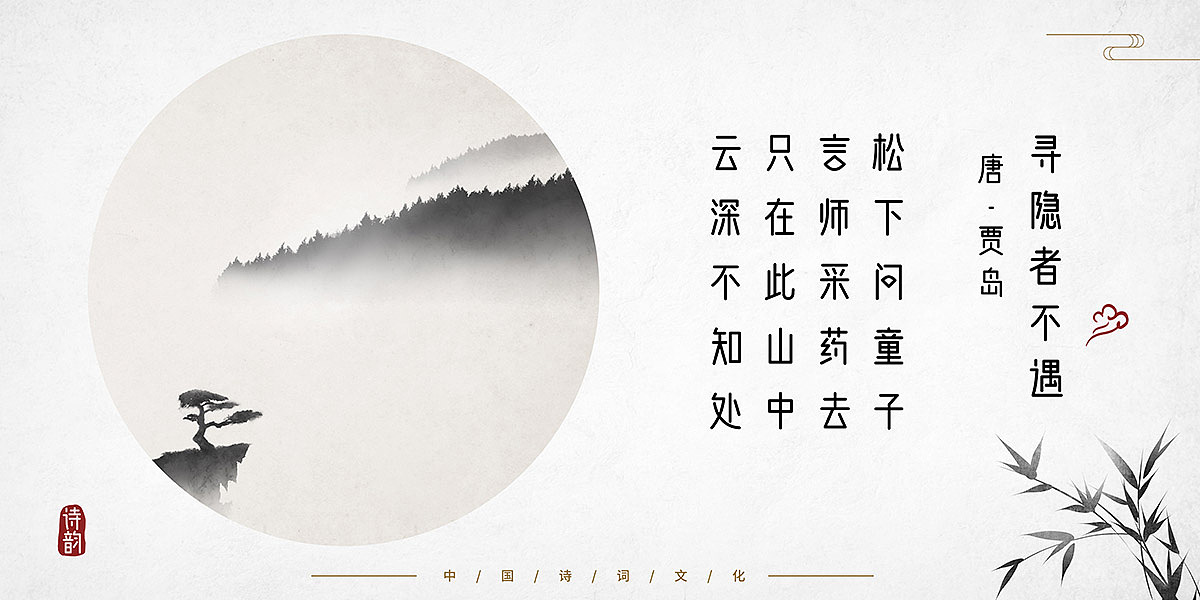 寻隐者不遇
唐-贾岛
松下问童子
言师采药去
只在此山中
云深不知处
诗韵
中/国/诗/词/文/化